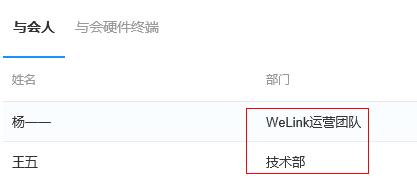 与会人 与会硬件终端
姓名 部门
杨一一 WeLink运营团队
王五 技术部